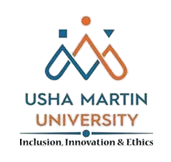 USHA MARTIN
UNIVERSITY
Inclusion, Innovation & Ethics